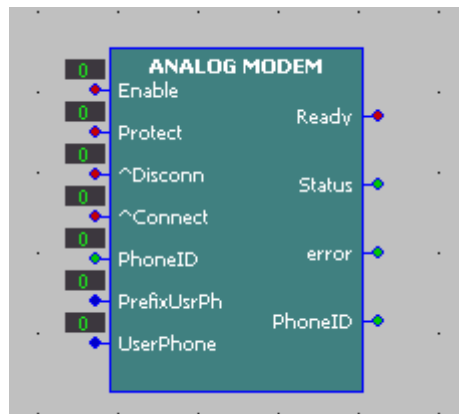 ANALOG MODEM
0
Enable
0
Protect
Ready
0
^Disconn
Status
0
^Connect
0
PhoneID
error
0
PrefixUsrPh
PhoneID
0
UserPhone